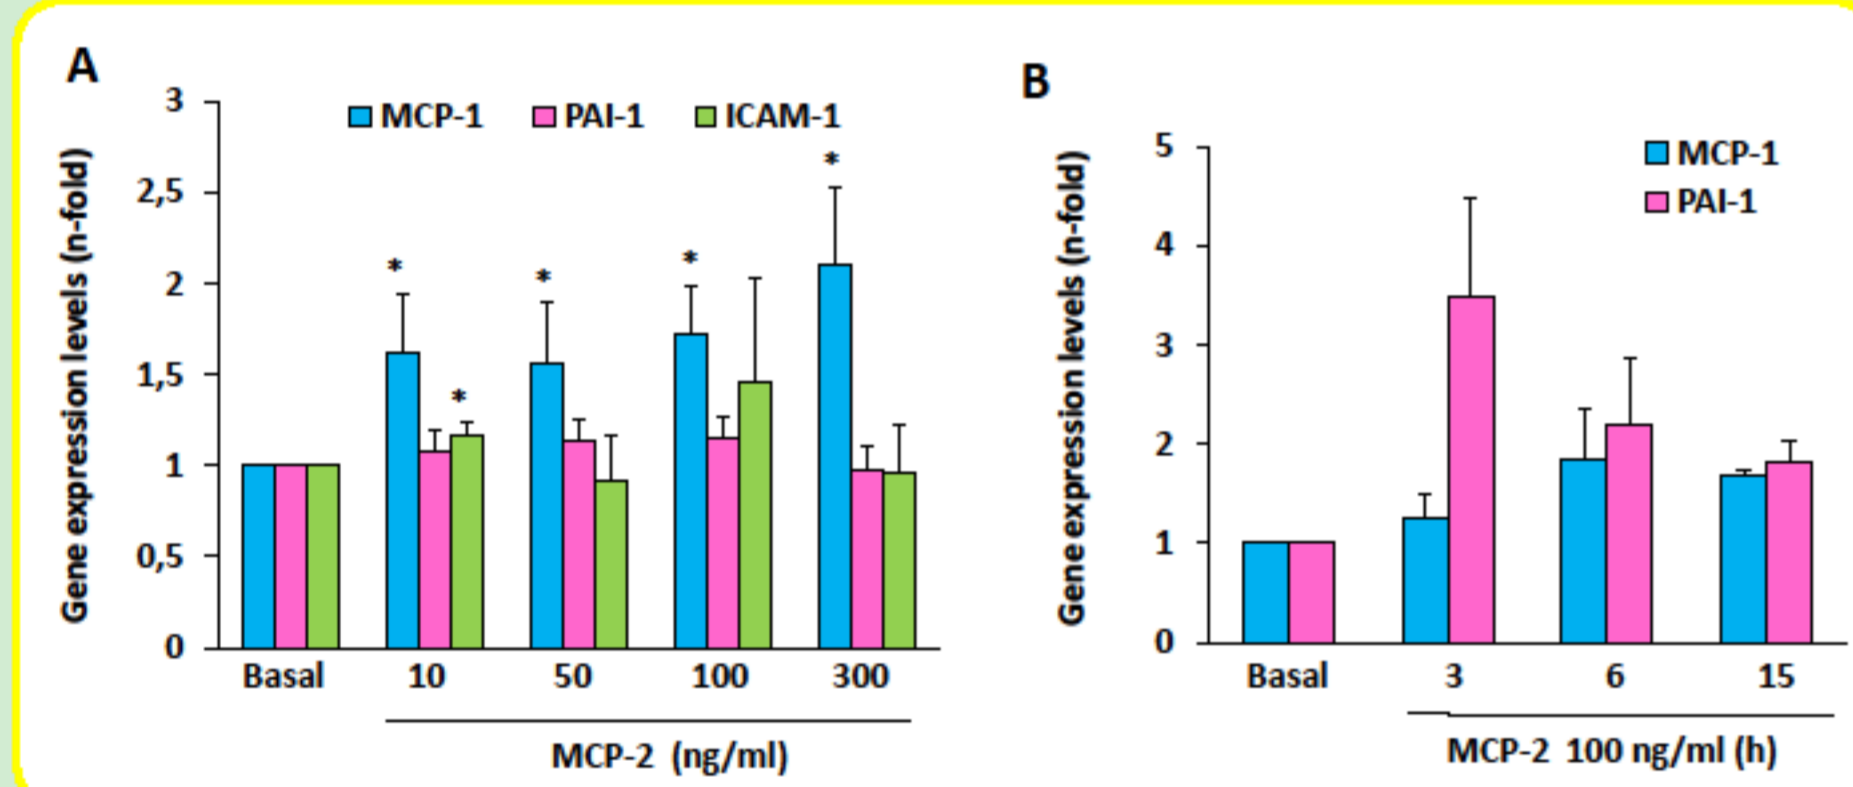 A
MCP-1 PAI-1 ICAM-1
Gene expression levels (n-fold)
3
2,5
2
1,5
1
0,5
0
* * * * *
Basal 10 50 100 300
MCP-2 (ng/ml)
B
MCP-1
PAI-1
Gene expression levels (n-fold)
5
4
3
2
1
0
Basal 3 6 15
MCP-2 100 ng/ml (h)